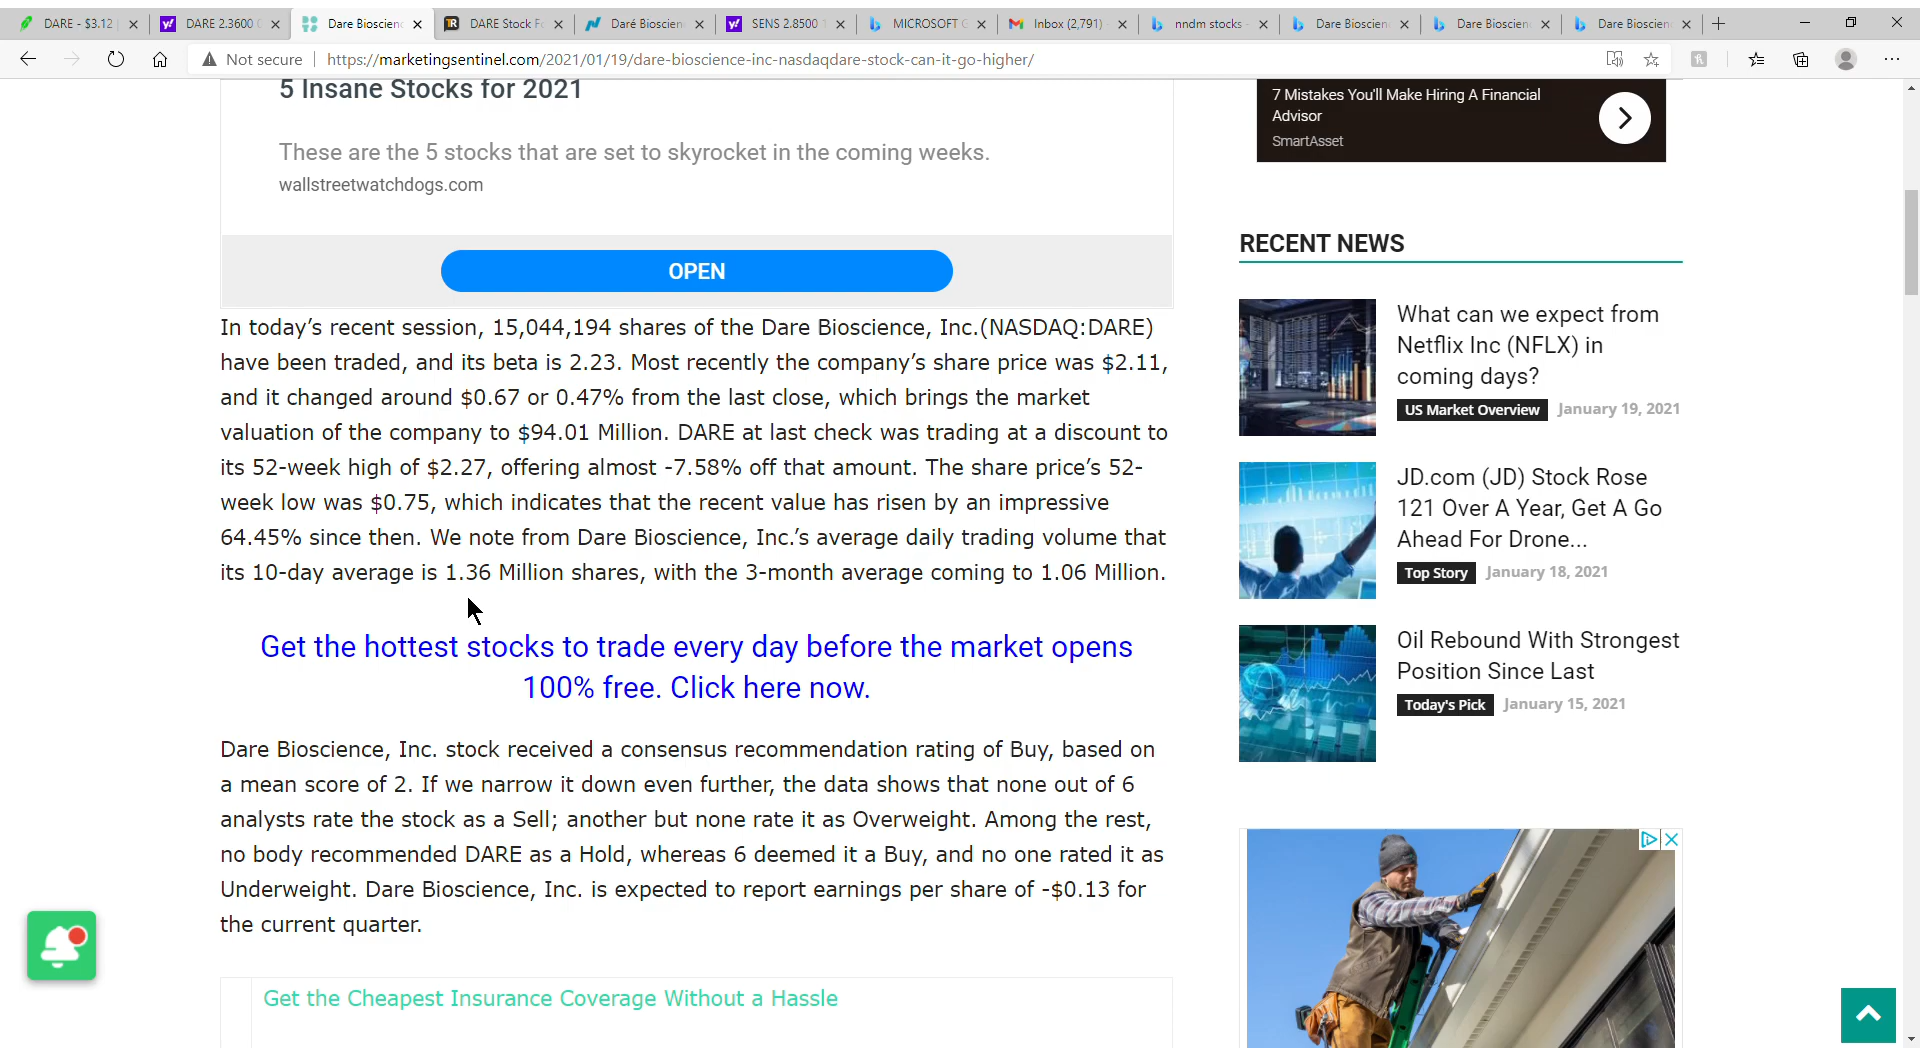 DARE - $3.12
DARE 2.3600
Dare Bioscien
DARE Stock F
Daré Bioscien
SENS 2.8500
MICROSOFT
Inbox (2,791)
nndm stocks
Dare Bioscien
Dare Bioscien
Dare Bioscien
Not secure
https://marketingsentinel.com/2021/01/19/dare-bioscience-inc-nasdaqdare-stock-can-it-go-higher/
5 Insane Stocks for 2021
These are the 5 stocks that are set to skyrocket in the coming weeks.
wallstreetwatchdogs.com
OPEN
In today’s recent session, 15,044,194 shares of the Dare Bioscience, Inc.(NASDAQ:DARE)
have been traded, and its beta is 2.23. Most recently the company’s share price was $2.11,
and it changed around $0.67 or 0.47% from the last close, which brings the market
valuation of the company to $94.01 Million. DARE at last check was trading at a discount to
its 52-week high of $2.27, offering almost -7.58% off that amount. The share price’s 52-
week low was $0.75, which indicates that the recent value has risen by an impressive
64.45% since then. We note from Dare Bioscience, Inc.’s average daily trading volume that
its 10-day average is 1.36 Million shares, with the 3-month average coming to 1.06 Million.
Get the hottest stocks to trade every day before the market opens
100% free. Click here now.
Dare Bioscience, Inc. stock received a consensus recommendation rating of Buy, based on
a mean score of 2. If we narrow it down even further, the data shows that none out of 6
analysts rate the stock as a Sell; another but none rate it as Overweight. Among the rest,
no body recommended DARE as a Hold, whereas 6 deemed it a Buy, and no one rated it as
Underweight. Dare Bioscience, Inc. is expected to report earnings per share of -$0.13 for
the current quarter.
Get the Cheapest Insurance Coverage Without a Hassle
7 Mistakes You'll Make Hiring A Financial
Advisor
SmartAsset
RECENT NEWS
What can we expect from
Netflix Inc (NFLX) in
coming days?
US Market Overview January 19, 2021
JD.com (JD) Stock Rose
121 Over A Year, Get A Go
Ahead For Drone...
Top Story January 18, 2021
Oil Rebound With Strongest
Position Since Last
Today's Pick January 15, 2021